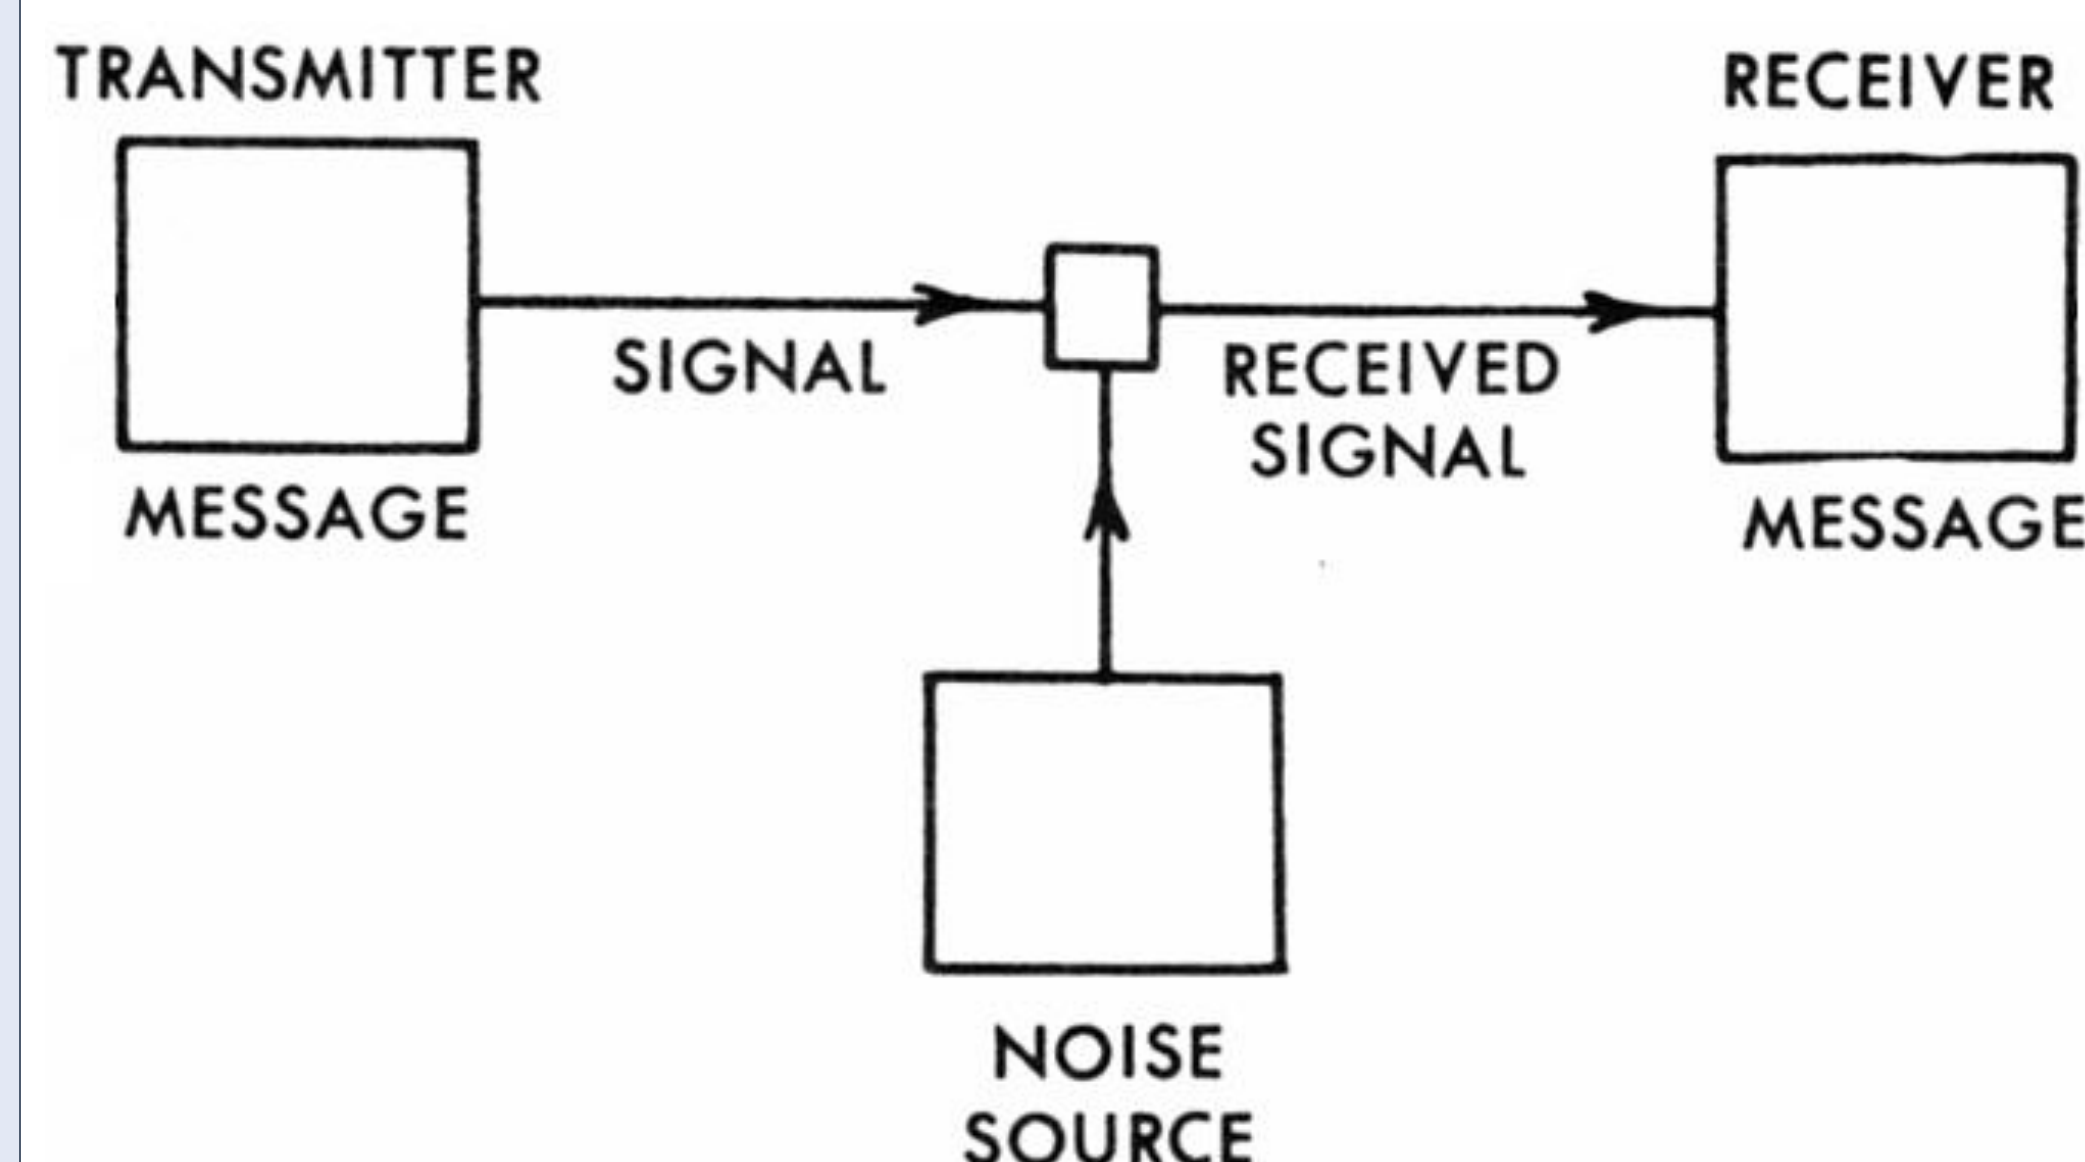 TRANSMITTER
RECEIVER
SIGNAL
RECEIVED
SIGNAL
MESSAGE
MESSAGE
NOISE
SOURCE